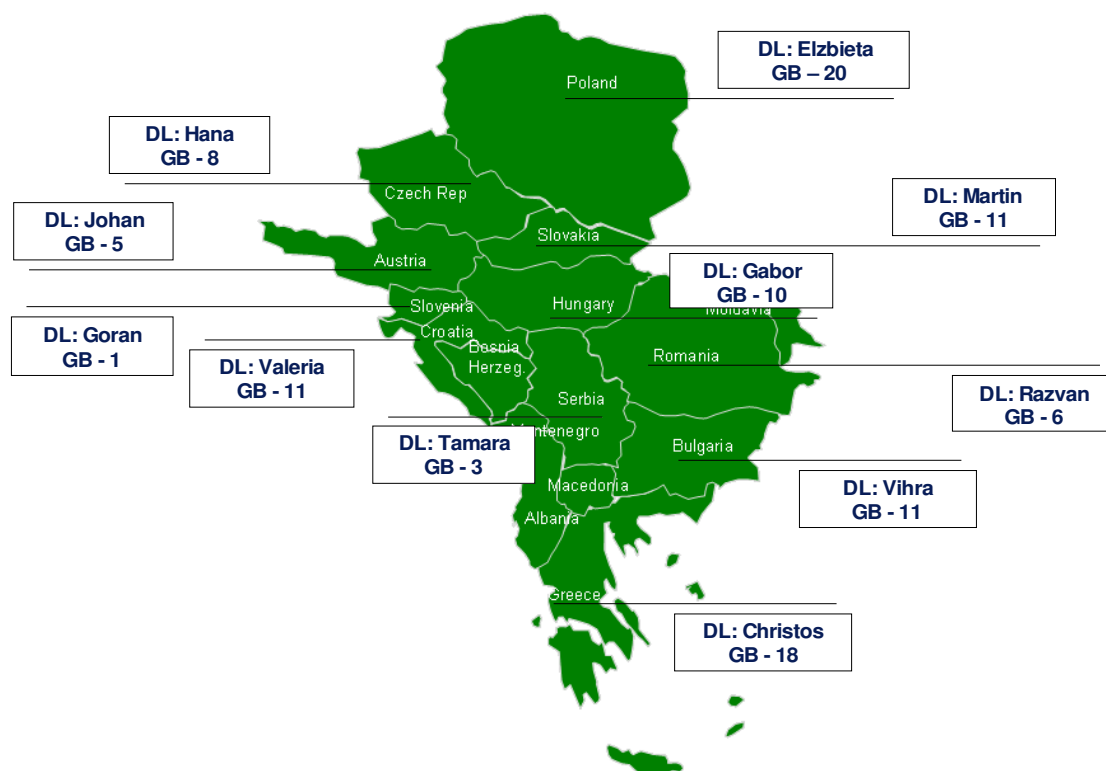 DL: Elzbieta
GB – 20
Poland
DL: Hana
GB - 8
Czech Rep
DL: Martin
GB - 11
DL: Johan
GB - 5
Slovakia
Austria
DL: Gabor
GB - 10
Hungary
Moldavia
Slovenia
Croatia
DL: Goran
GB - 1
Bosnia
Herzeg.
Romania
DL: Valeria
GB - 11
Serbia
DL: Razvan
GB - 6
Montenegro
DL: Tamara
GB - 3
Bulgaria
Macedonia
DL: Vihra
GB - 11
Albania
Greece
DL: Christos
GB - 18